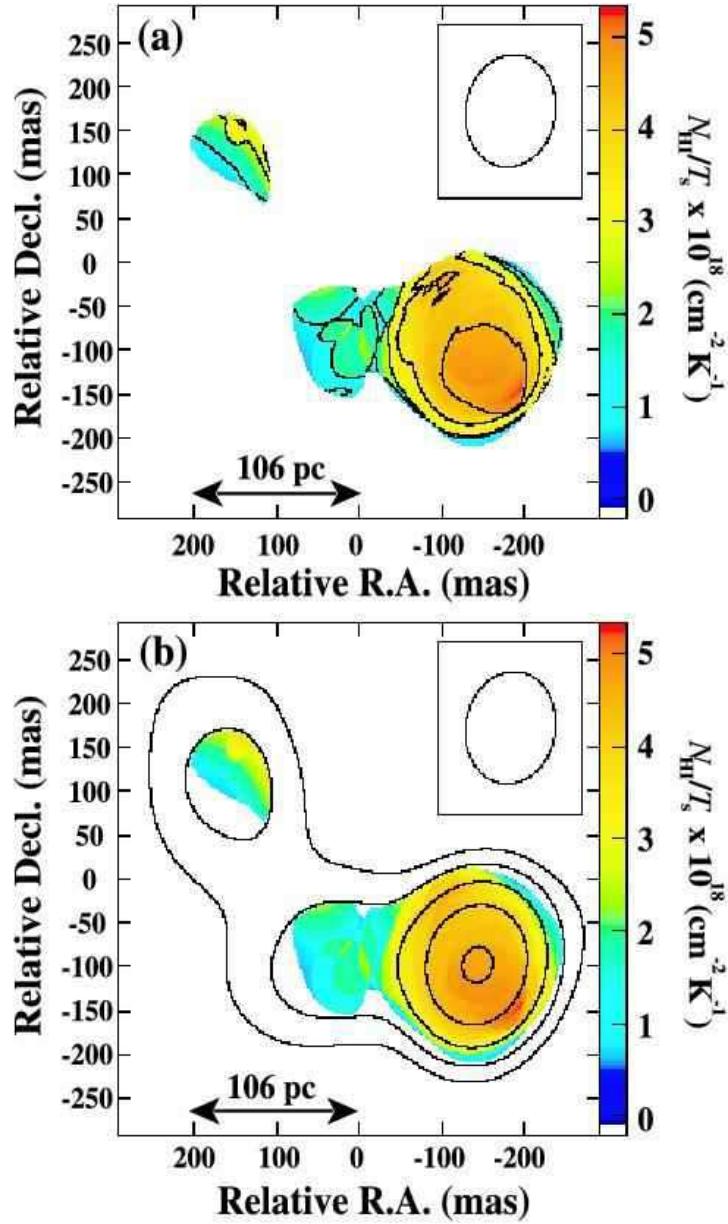 (a)
250
200
150
100
50
0
-50
-100
-150
-200
-250
Relative Decl. (mas)
106 pc
200 100 0 -100 -200
Relative R.A. (mas)
5
4
3
2
1
0
N_HI/T_s x 10^18 (cm^-2 K^-1)
(b)
250
200
150
100
50
0
-50
-100
-150
-200
-250
Relative Decl. (mas)
106 pc
200 100 0 -100 -200
Relative R.A. (mas)
5
4
3
2
1
0
N_HI/T_s x 10^18 (cm^-2 K^-1)